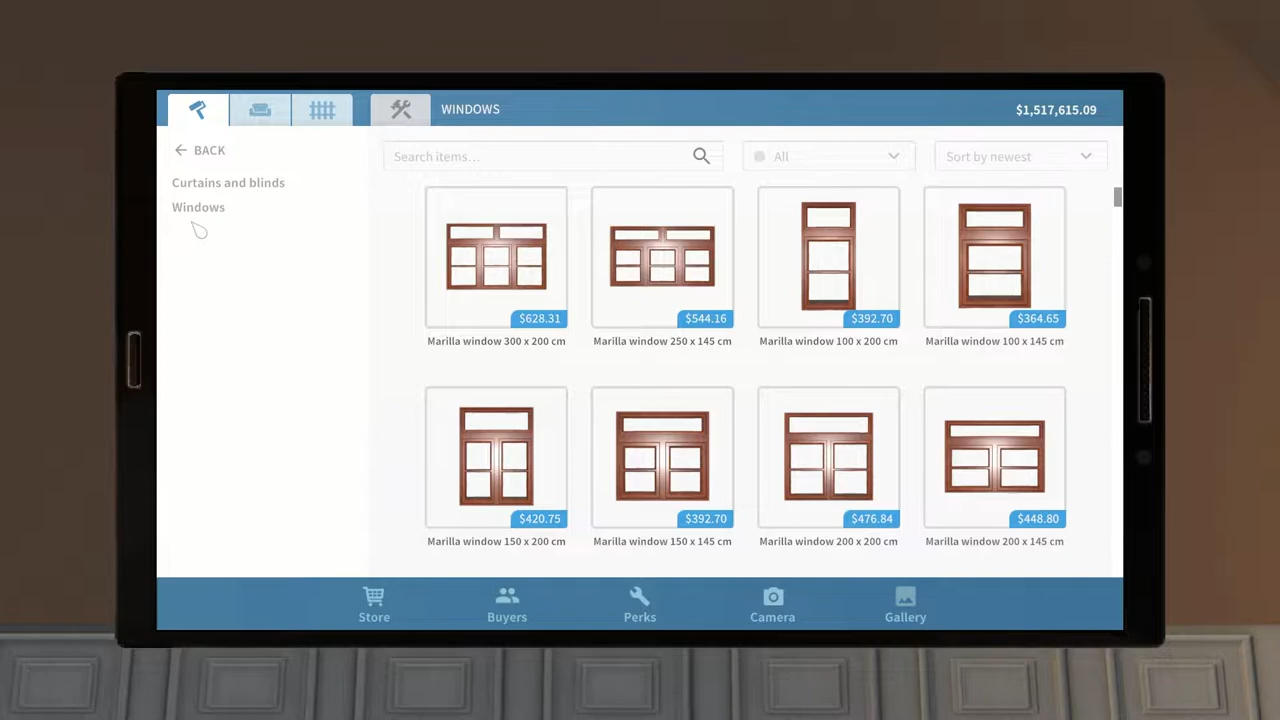 WINDOWS
$1,517,615.09
BACK
Search items...
All
Sort by newest
Curtains and blinds
Windows
$628.31
$544.16
$392.70
$364.65
Marilla window 300 x 200 cm
Marilla window 250 x 145 cm
Marilla window 100 x 200 cm
Marilla window 100 x 145 cm
$420.75
$392.70
$476.84
$448.80
Marilla window 150 x 200 cm
Marilla window 150 x 145 cm
Marilla window 200 x 200 cm
Marilla window 200 x 145 cm
Store
Buyers
Perks
Camera
Gallery